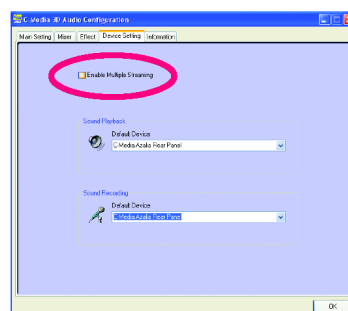 C-Media 3D Audio Configuration
Main Setting Mixer Effect Device Setting Information
Enable Multiple Streaming
Sound Playback
Default Device
C-Media Azalia Rear Panel
Sound Recording
Default Device
C-Media Azalia Rear Panel
OK